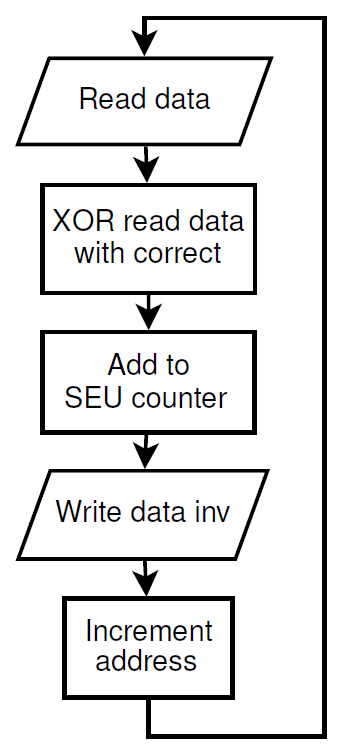 Read data
XOR read data
with correct
Add to
SEU counter
Write data inv
Increment
address